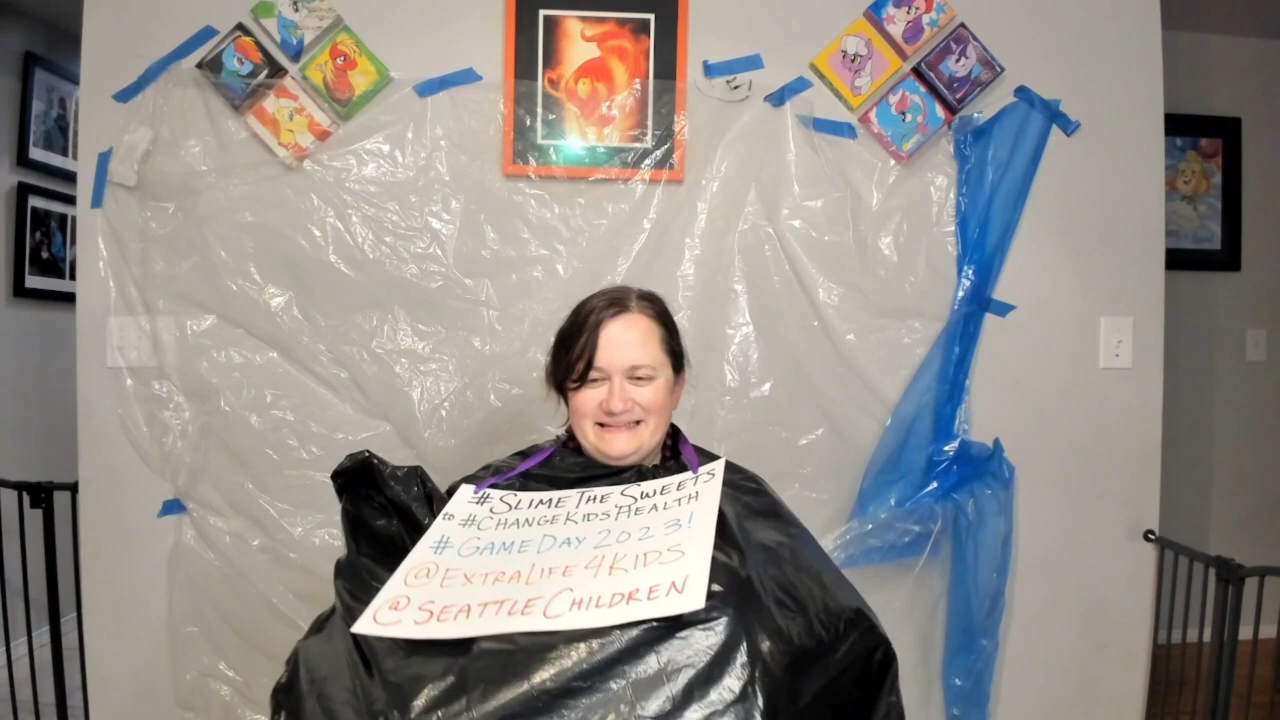 #SLIMETHESWEETS
to #CHANGEKIDSHEALTH
#GAMEDAY2023!
@EXTRALIFE4KIDS
@SEATTLECHILDREN